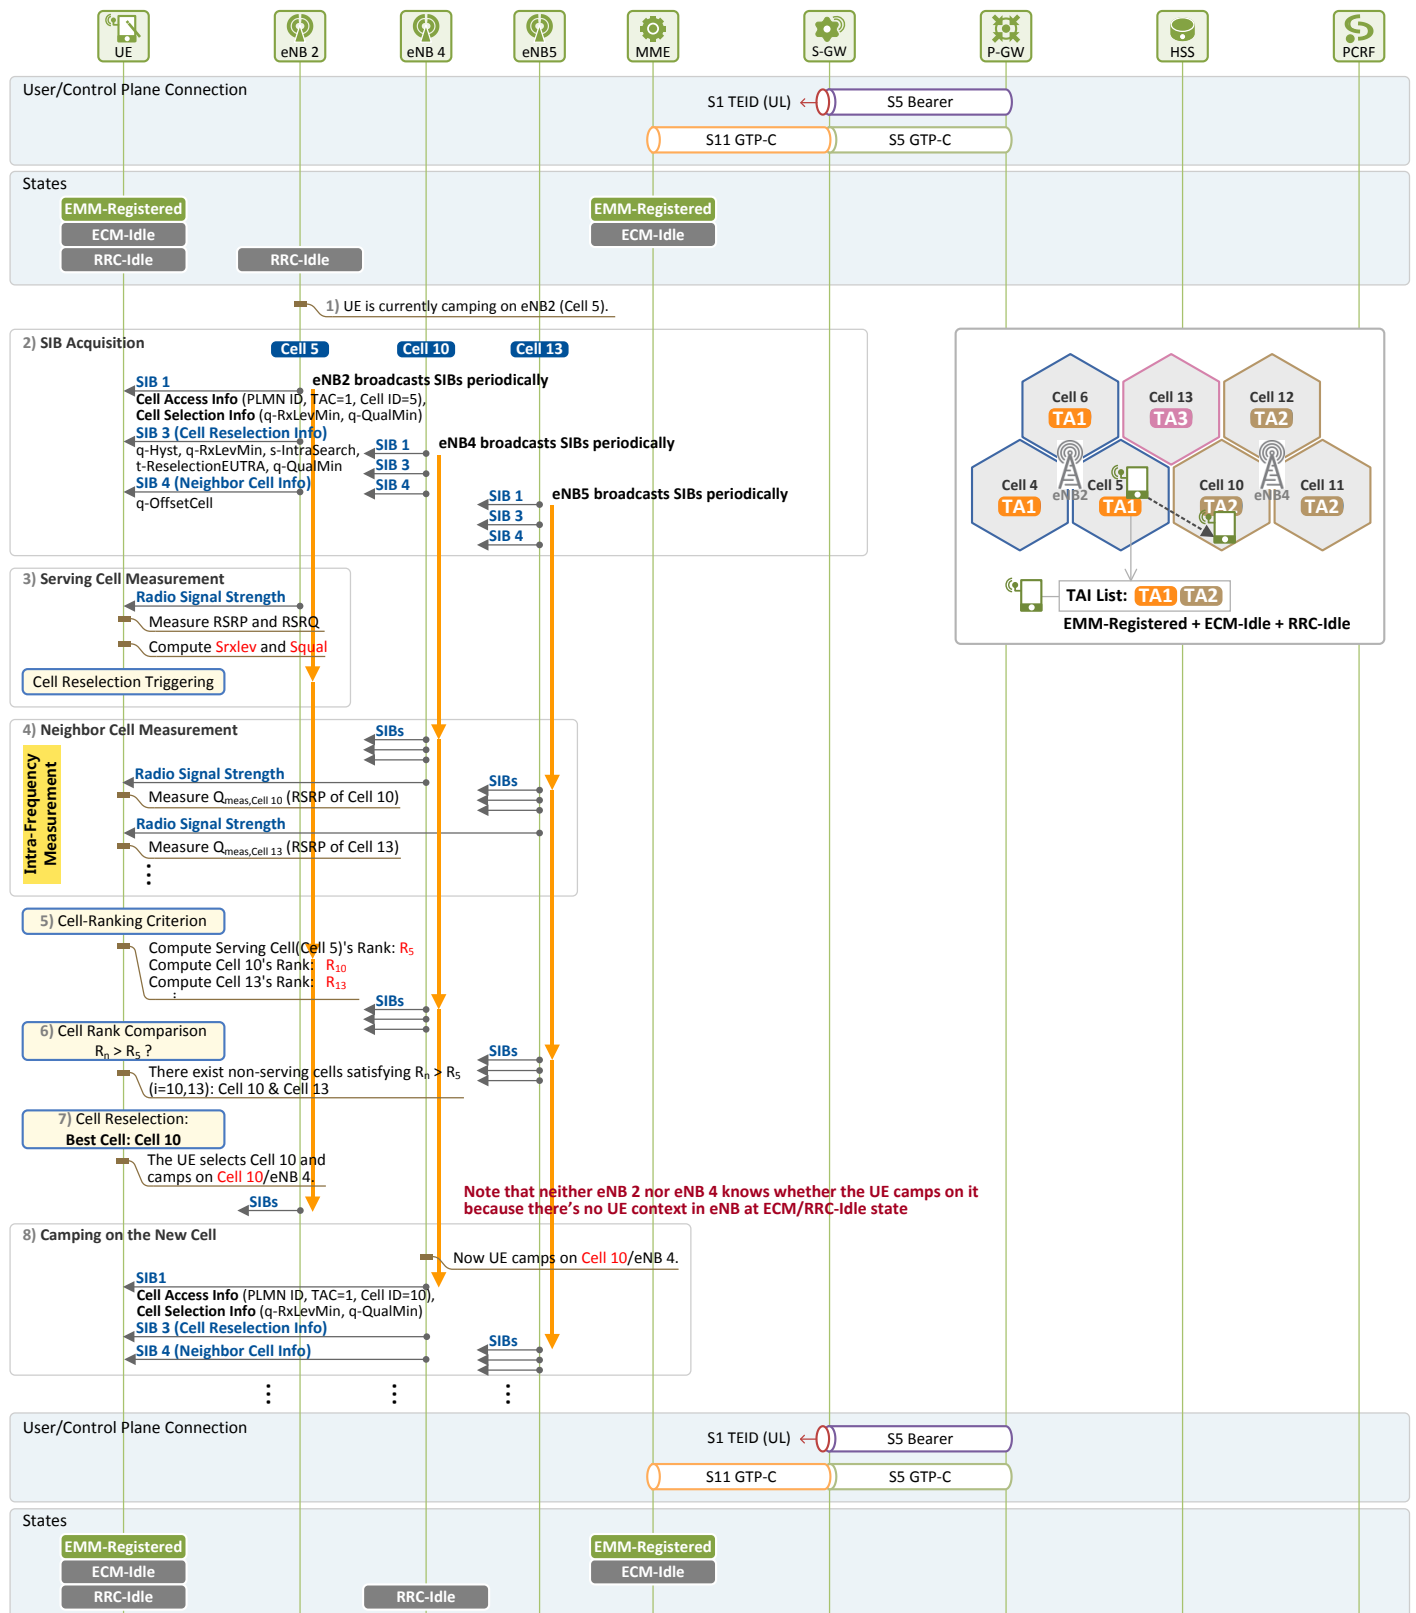 UE
eNB 2
eNB 4
eNB5
MME
S-GW
P-GW
HSS
PCRF
User/Control Plane Connection
S1 TEID (UL)
S5 Bearer
S11 GTP-C
S5 GTP-C
States
EMM-Registered
EMM-Registered
ECM-Idle
ECM-Idle
RRC-Idle
RRC-Idle
1) UE is currently camping on eNB2 (Cell 5).
2) SIB Acquisition
Cell 5
Cell 10
Cell 13
eNB2 broadcasts SIBs periodically
SIB 1
Cell Access Info (PLMN ID, TAC=1, Cell ID=5),
Cell Selection Info (q-RxLevMin, q-QualMin)
SIB 3 (Cell Reselection Info)
q-Hyst, q-RxLevMin, s-IntraSearch,
t-ReselectionEUTRA, q-QualMin
SIB 4 (Neighbor Cell Info)
q-OffsetCell
eNB4 broadcasts SIBs periodically
SIB 1
SIB 3
SIB 4
eNB5 broadcasts SIBs periodically
SIB 1
SIB 3
SIB 4
Cell 6
TA1
Cell 13
TA3
Cell 12
TA2
Cell 4
TA1
eNB2
Cell 5
TA1
Cell 10
TA2
eNB4
Cell 11
TA2
TAI List: TA1 TA2
EMM-Registered + ECM-Idle + RRC-Idle
3) Serving Cell Measurement
Radio Signal Strength
Measure RSRP and RSRQ
Compute Srxlev and Squal
Cell Reselection Triggering
4) Neighbor Cell Measurement
Intra-Frequency
Measurement
SIBs
Radio Signal Strength
SIBs
Measure Qmeas,Cell 10 (RSRP of Cell 10)
Radio Signal Strength
Measure Qmeas,Cell 13 (RSRP of Cell 13)
5) Cell-Ranking Criterion
Compute Serving Cell(Cell 5)'s Rank: R5
Compute Cell 10's Rank: R10
Compute Cell 13's Rank: R13
SIBs
6) Cell Rank Comparison
Rn > R5 ?
SIBs
There exist non-serving cells satisfying Rn > R5
(i=10,13): Cell 10 & Cell 13
7) Cell Reselection:
Best Cell: Cell 10
The UE selects Cell 10 and
camps on Cell 10/eNB 4.
SIBs
Note that neither eNB 2 nor eNB 4 knows whether the UE camps on it
because there's no UE context in eNB at ECM/RRC-Idle state
8) Camping on the New Cell
Now UE camps on Cell 10/eNB 4.
SIB1
Cell Access Info (PLMN ID, TAC=1, Cell ID=10),
Cell Selection Info (q-RxLevMin, q-QualMin)
SIB 3 (Cell Reselection Info)
SIBs
SIB 4 (Neighbor Cell Info)
User/Control Plane Connection
S1 TEID (UL)
S5 Bearer
S11 GTP-C
S5 GTP-C
States
EMM-Registered
EMM-Registered
ECM-Idle
ECM-Idle
RRC-Idle
RRC-Idle